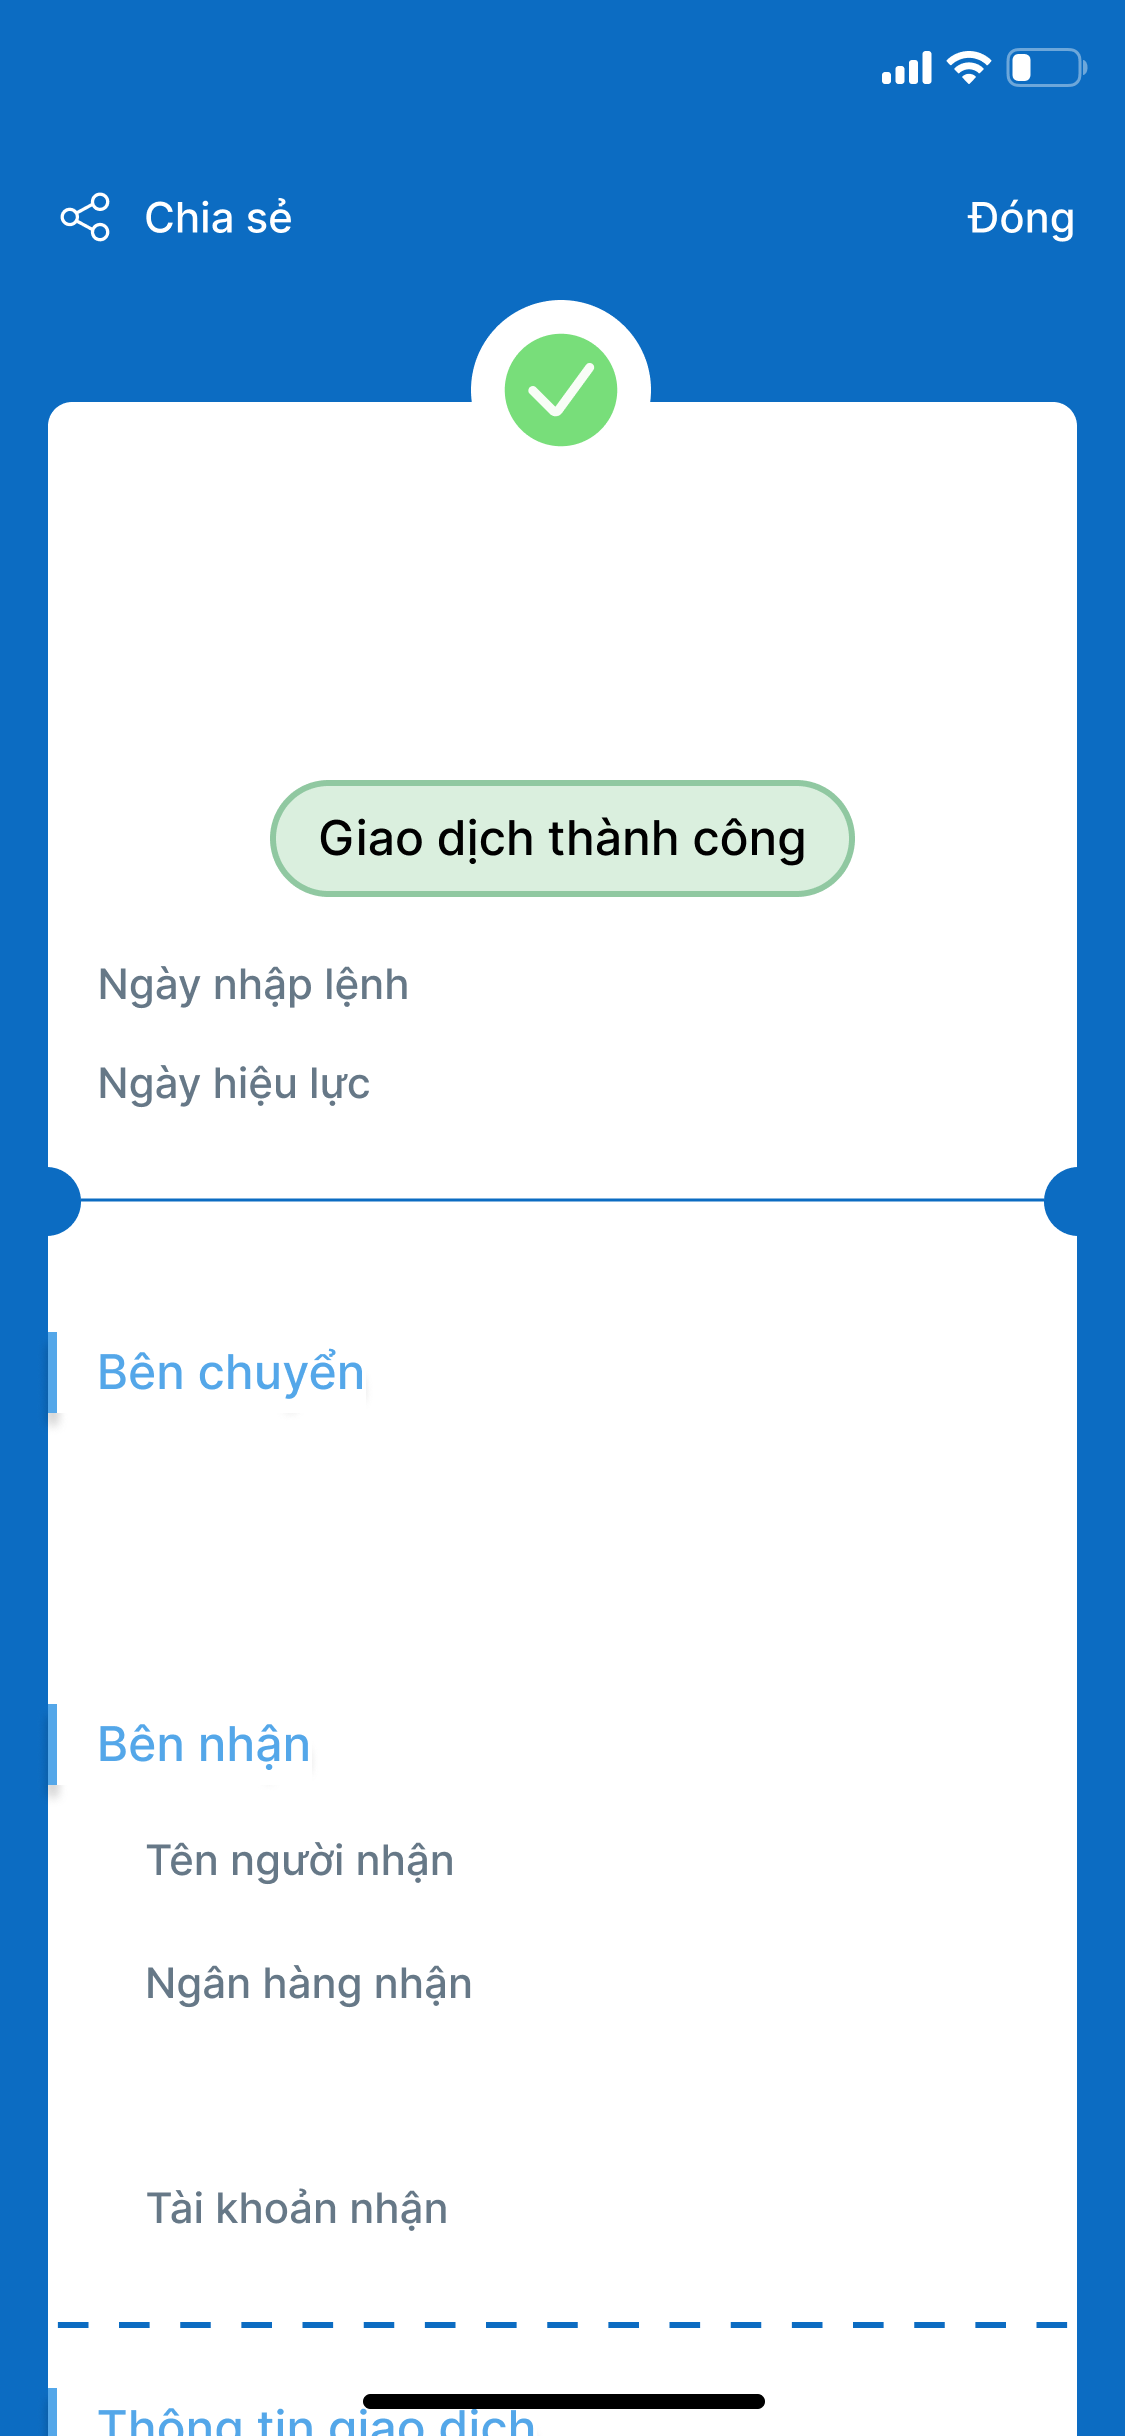 Chia sẻ
Đóng
Giao dịch thành công
Ngày nhập lệnh
Ngày hiệu lực
Bên chuyển
Bên nhận
Tên người nhận
Ngân hàng nhận
Tài khoản nhận
Thông tin giao dịch